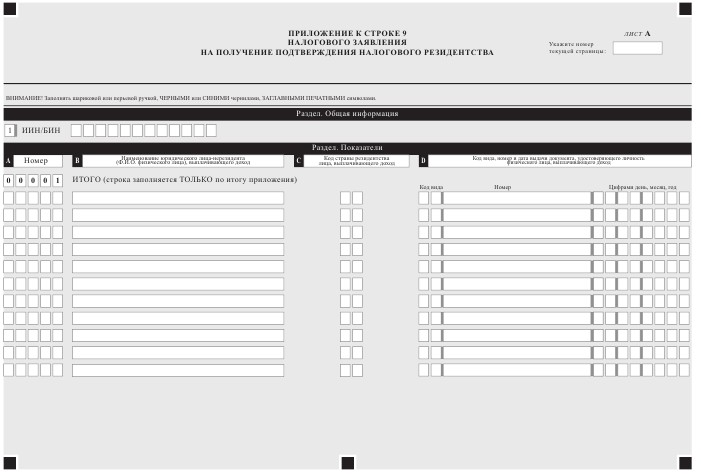 ПРИЛОЖЕНИЕ К СТРОКЕ 9
НАЛОГОВОГО ЗАЯВЛЕНИЯ
НА ПОЛУЧЕНИЕ ПОДТВЕРЖДЕНИЯ НАЛОГОВОГО РЕЗИДЕНТСТВА
ЛИСТ А
Укажите номер
текущей страницы:
ВНИМАНИЕ! Заполнять шариковой или перьевой ручкой, ЧЕРНЫМИ или СИНИМИ чернилами, ЗАГЛАВНЫМИ ПЕЧАТНЫМИ символами.
Раздел. Общая информация
1 ИИН/БИН
Раздел. Показатели
A Номер
B Наименование юридического лица-нерезидента
(Ф.И.О. физического лица), выплачивающего доход
C Код страны резидентства
лица, выплачивающего доход
D Код вида, номер и дата выдачи документа, удостоверяющего личность
физического лица, выплачивающего доход
0 0 0 0 1 ИТОГО (строка заполняется ТОЛЬКО по итогу приложения)
Код вида Номер Цифрами день, месяц, год